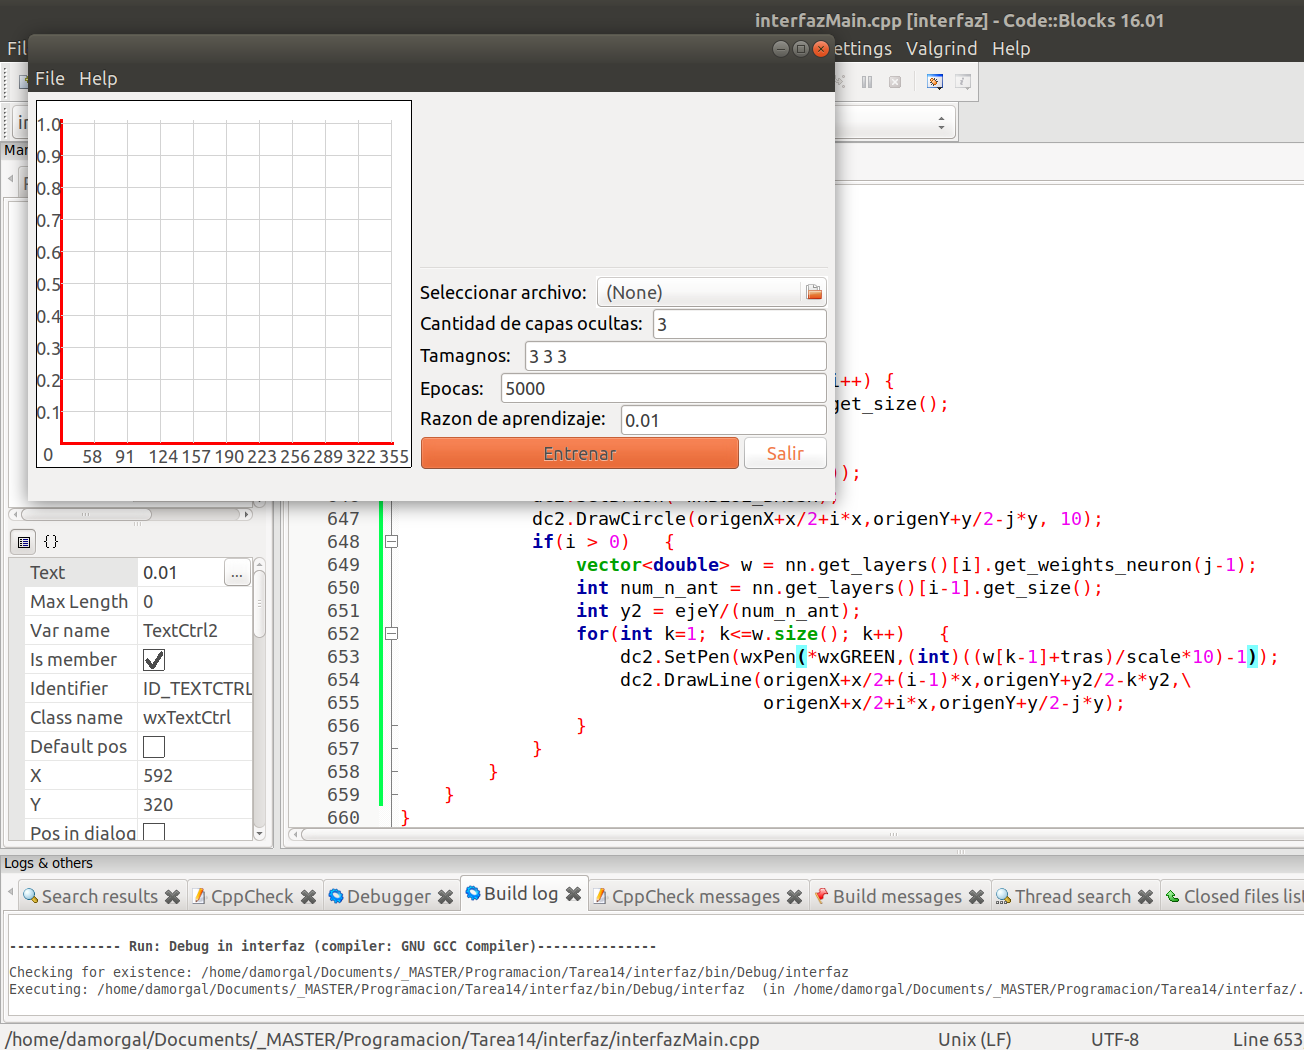 interfazMain.cpp [interfaz] - Code::Blocks 16.01
Fil
ettings Valgrind Help
File Help
Mar
1.0
0.9
0.8
0.7
0.6
0.5
0.4
0.3
0.2
0.1
0 58 91 124 157 190 223 256 289 322 355
Seleccionar archivo: (None)
Cantidad de capas ocultas: 3
Tamagnos: 3 3 3
Epocas: 5000
Razon de aprendizaje: 0.01
Entrenar Salir
i++) {
get_size();
);
647 dc2.DrawCircle(origenX+x/2+i*x,origenY+y/2-j*y, 10);
648 if(i > 0) {
649 vector<double> w = nn.get_layers()[i].get_weights_neuron(j-1);
650 int num_n_ant = nn.get_layers()[i-1].get_size();
651 int y2 = ejeY/(num_n_ant);
652 for(int k=1; k<=w.size(); k++) {
653 dc2.SetPen(wxPen(*wxGREEN,(int)((w[k-1]+tras)/scale*10)-1));
654 dc2.DrawLine(origenX+x/2+(i-1)*x,origenY+y2/2-k*y2,\
655 origenX+x/2+i*x,origenY+y/2-j*y);
656 }
657 }
658 }
659 }
660 }
{}
Text 0.01 ...
Max Length 0
Var name TextCtrl2
Is member
Identifier ID_TEXTCTRL
Class name wxTextCtrl
Default pos
X 592
Y 320
Pos in dialog
Logs & others
Search results CppCheck Debugger Build log CppCheck messages Build messages Thread search Closed files list
-------------- Run: Debug in interfaz (compiler: GNU GCC Compiler)---------------
Checking for existence: /home/damorgal/Documents/_MASTER/Programacion/Tarea14/interfaz/bin/Debug/interfaz
Executing: /home/damorgal/Documents/_MASTER/Programacion/Tarea14/interfaz/bin/Debug/interfaz (in /home/damorgal/Documents/_MASTER/Programacion/Tarea14/interfaz/.
/home/damorgal/Documents/_MASTER/Programacion/Tarea14/interfaz/interfazMain.cpp Unix (LF) UTF-8 Line 653